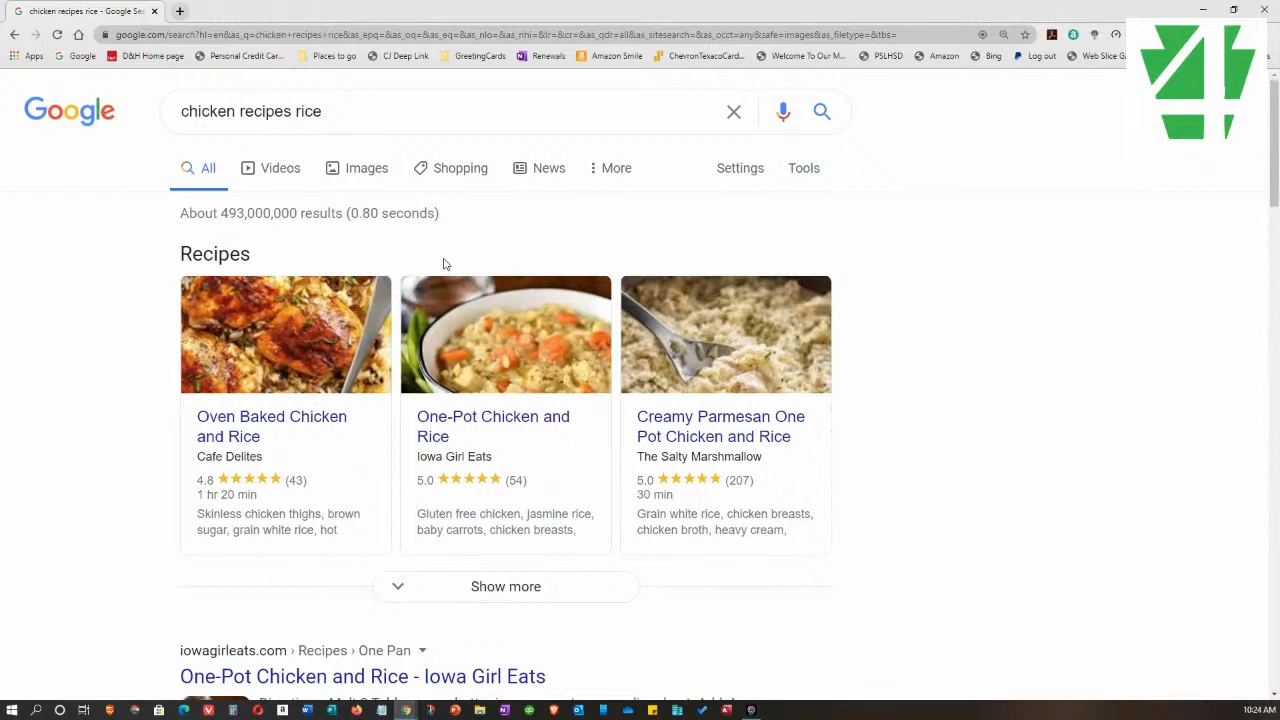 chicken recipes rice - Google Sea
google.com/search?hl=en&as_q=chicken+recipes+rice&as_epq=&as_oq=&as_eq=&as_nlo=&as_nhi=&lr=&cr=&as_qdr=all&as_sitesearch=&as_occt=any&safe=images&as_filetype=&tbs=
Apps Google D&H Home page Personal Credit Car... Places to Go CJ Deep Link GreetingCards Renewals Amazon Smile ChevronTexacoCard... Welcome To Our M... PSLHSD Amazon Bing Log out Web Slice G
4
Google
chicken recipes rice
All Videos Images Shopping News More Settings Tools
About 493,000,000 results (0.80 seconds)
Recipes
Oven Baked Chicken
and Rice
Cafe Delites
4.8 (43)
1 hr 20 min
Skinless chicken thighs, brown
sugar, grain white rice, hot
One-Pot Chicken and
Rice
Iowa Girl Eats
5.0 (54)
Gluten free chicken, jasmine rice,
baby carrots, chicken breasts,
Creamy Parmesan One
Pot Chicken and Rice
The Salty Marshmallow
5.0 (207)
30 min
Grain white rice, chicken breasts,
chicken broth, heavy cream,
Show more
iowagirleats.com › Recipes › One Pan
One-Pot Chicken and Rice - Iowa Girl Eats
10:24 AM